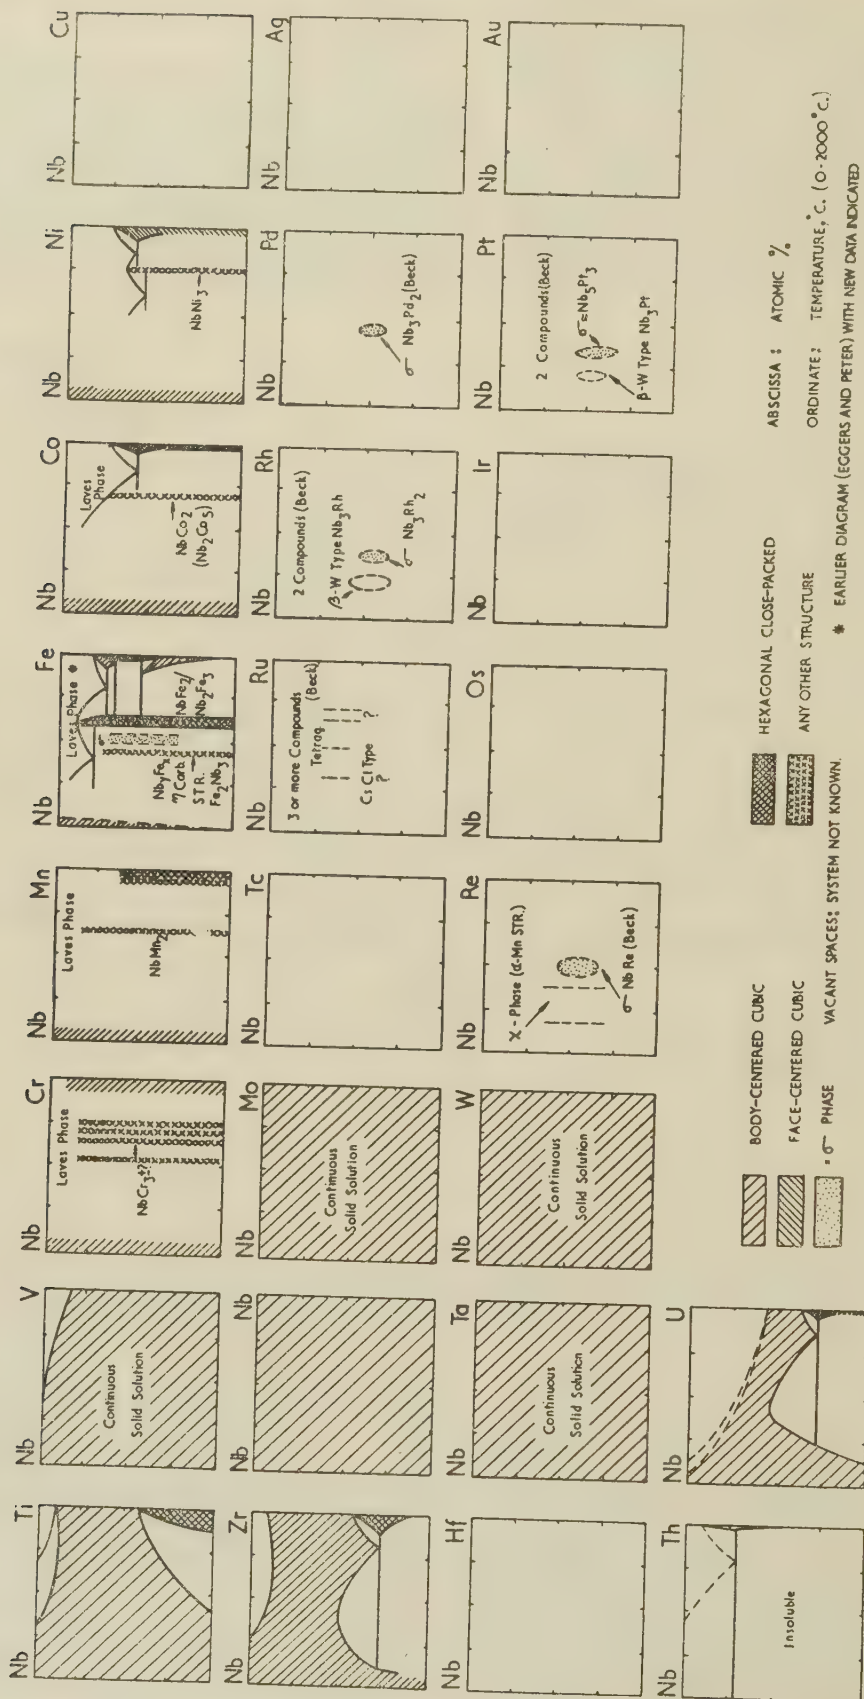 Nb Ti
Nb V
Continuous
Solid Solution
Nb Cr
Laves Phase
NbCr3±?
Nb Mn
Laves Phase
NbMn2
Nb Fe
Laves Phase *
σ
NbyFex
η Carb.
STR.
Fe2Nb3
NbFe2/
Nb2Fe3
Nb Co
Laves
Phase
NbCo2
(Nb2Co5)
Nb Ni
NbNi3
Nb Cu
Nb Zr
Nb Nb
Nb Mo
Continuous
Solid Solution
Nb Tc
Nb Ru
3 or more Compounds
(Beck)
Tetrag
Cs Cl Type
?
?
Nb Rh
2 Compounds (Beck)
β-W Type Nb3Rh
σ Nb3Rh2
Nb Pd
σ Nb3Pd2 (Beck)
Nb Ag
Nb Hf
Nb Ta
Continuous
Solid Solution
Nb W
Continuous
Solid Solution
Nb Re
X - Phase (α-Mn STR.)
σ NbRe (Beck)
Nb Os
Nb Ir
Nb Pt
2 Compounds (Beck)
σ≈Nb5Pt3
β-W Type Nb3Pt
Nb Au
Nb Th
Insoluble
Nb U
BODY-CENTERED CUBIC
FACE-CENTERED CUBIC
= σ PHASE
HEXAGONAL CLOSE-PACKED
ANY OTHER STRUCTURE
VACANT SPACES: SYSTEM NOT KNOWN.
ABSCISSA : ATOMIC %
ORDINATE : TEMPERATURE, °C. (0-2000°C.)
* EARLIER DIAGRAM (EGGERS AND PETER) WITH NEW DATA INDICATED